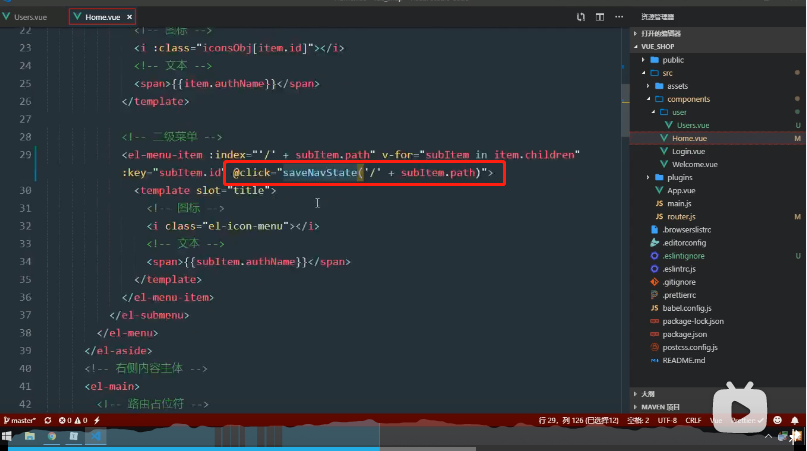 Users.vue
Home.vue ×
22 <!-- 图标 -->
23 <i :class="iconsObj[item.id]"></i>
24 <!-- 文本 -->
25 <span>{{item.authName}}</span>
26 </template>
27
28 <!-- 二级菜单 -->
29 <el-menu-item :index="'/' + subItem.path" v-for="subItem in item.children"
:key="subItem.id" @click="saveNavState('/' + subItem.path)">
30 <template slot="title">
31 <!-- 图标 -->
32 <i class="el-icon-menu"></i>
33 <!-- 文本 -->
34 <span>{{subItem.authName}}</span>
35 </template>
36 </el-menu-item>
37 </el-submenu>
38 </el-menu>
39 </el-aside>
40 <!-- 右侧内容主体 -->
41 <el-main>
42 <!-- 路由占位符 -->
资源管理器
打开的编辑器
VUE_SHOP
public
src
assets
components
user
Users.vue U
Home.vue M
Login.vue
Welcome.vue
plugins
App.vue
main.js
router.js M
.browserslistrc
.editorconfig
.eslintignore U
.eslintrc.js
.gitignore
.prettierrc
babel.config.js
package-lock.json
package.json
postcss.config.js
README.md
大纲
MAVEN 项目
master* 0 0 行 29，列 126 (已选择12) 空格: 2 UTF-8 CRLF Vue Prettier